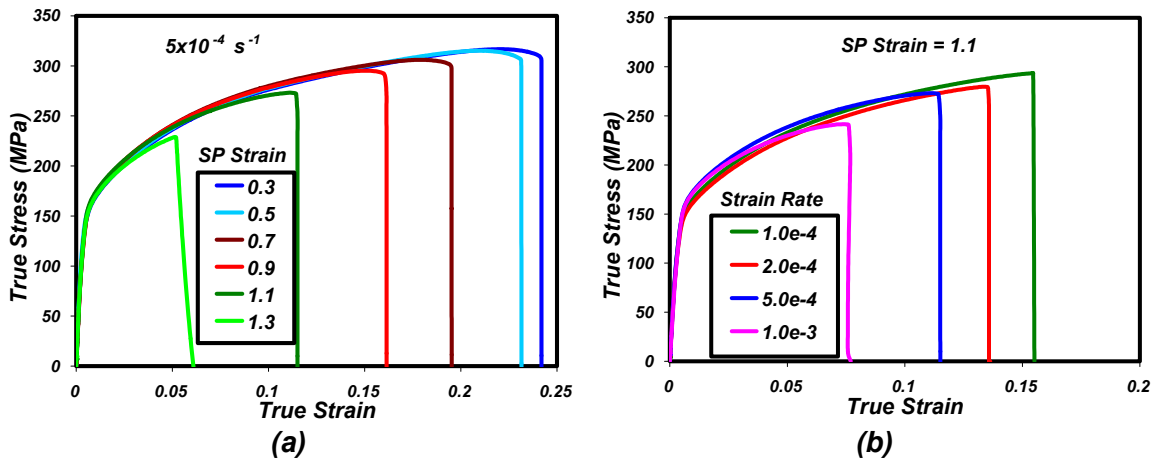 350
300
250
200
150
100
50
0
True Stress (MPa)
5x10⁻⁴ s⁻¹
SP Strain
0.3
0.5
0.7
0.9
1.1
1.3
0
0.05
0.1
0.15
0.2
0.25
True Strain
(a)
350
300
250
200
150
100
50
0
True Stress (MPa)
SP Strain = 1.1
Strain Rate
1.0e-4
2.0e-4
5.0e-4
1.0e-3
0
0.05
0.1
0.15
0.2
True Strain
(b)